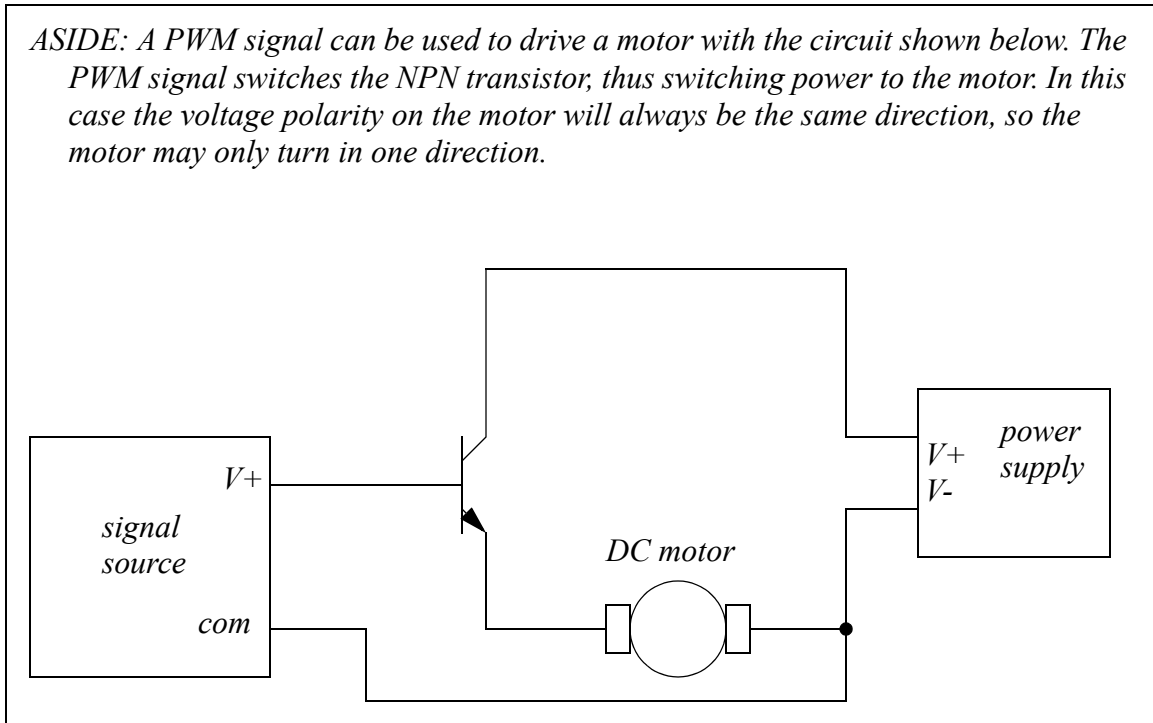 ASIDE: A PWM signal can be used to drive a motor with the circuit shown below. The
PWM signal switches the NPN transistor, thus switching power to the motor. In this
case the voltage polarity on the motor will always be the same direction, so the
motor may only turn in one direction.
power
supply
V+
V-
V+
signal
source
DC motor
com